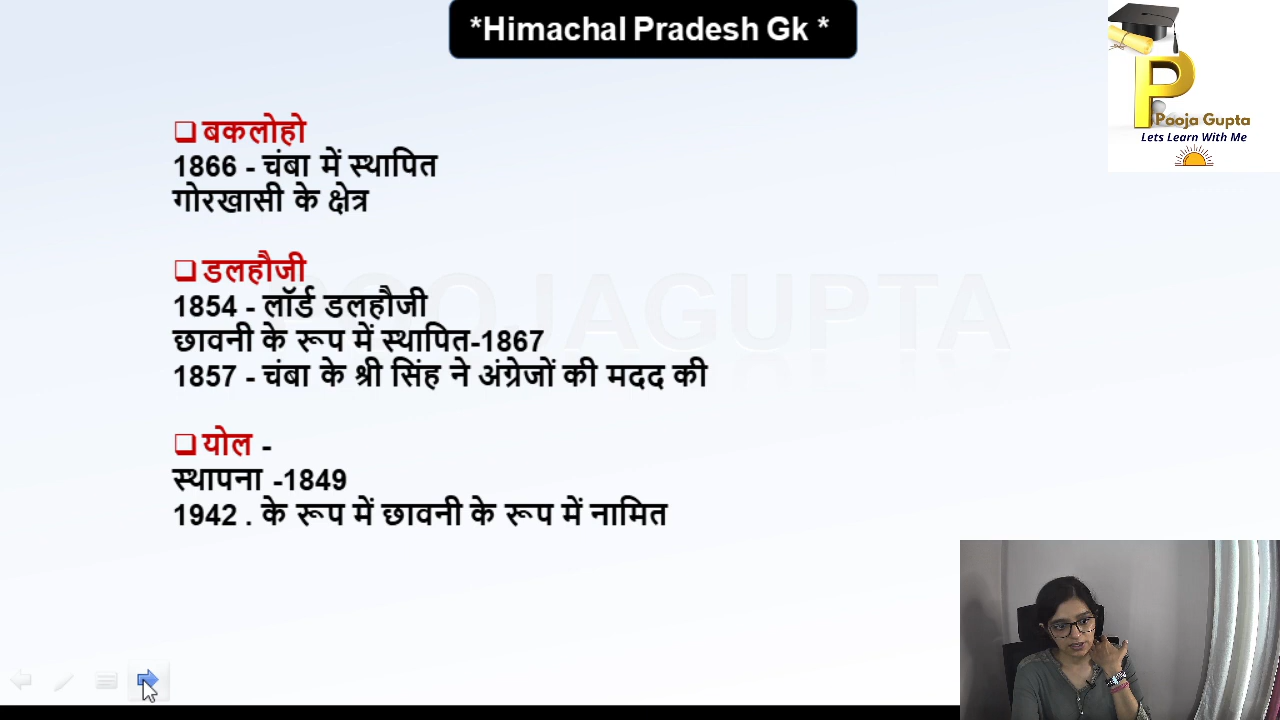 *Himachal Pradesh Gk *
P
Pooja Gupta
Lets Learn With Me
❑बकलोहो
1866 - चंबा में स्थापित
गोरखासी के क्षेत्र
❑डलहौजी
1854 - लॉर्ड डलहौजी
छावनी के रूप में स्थापित-1867
1857 - चंबा के श्री सिंह ने अंग्रेजों की मदद की
POOJAGUPTA
❑योल -
स्थापना -1849
1942 . के रूप में छावनी के रूप में नामित